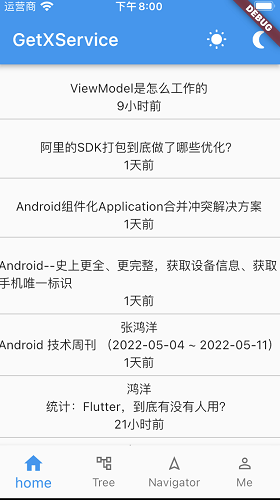 运营商 下午8:00
DEBUG
GetXService
ViewModel是怎么工作的
9小时前
阿里的SDK打包到底做了哪些优化?
1天前
Android组件化Application合并冲突解决方案
1天前
Android--史上更全、更完整，获取设备信息、获取
手机唯一标识
1天前
张鸿洋
Android 技术周刊 （2022-05-04 ~ 2022-05-11）
1天前
鸿洋
统计：Flutter，到底有没有人用?
21小时前
home Tree Navigator Me